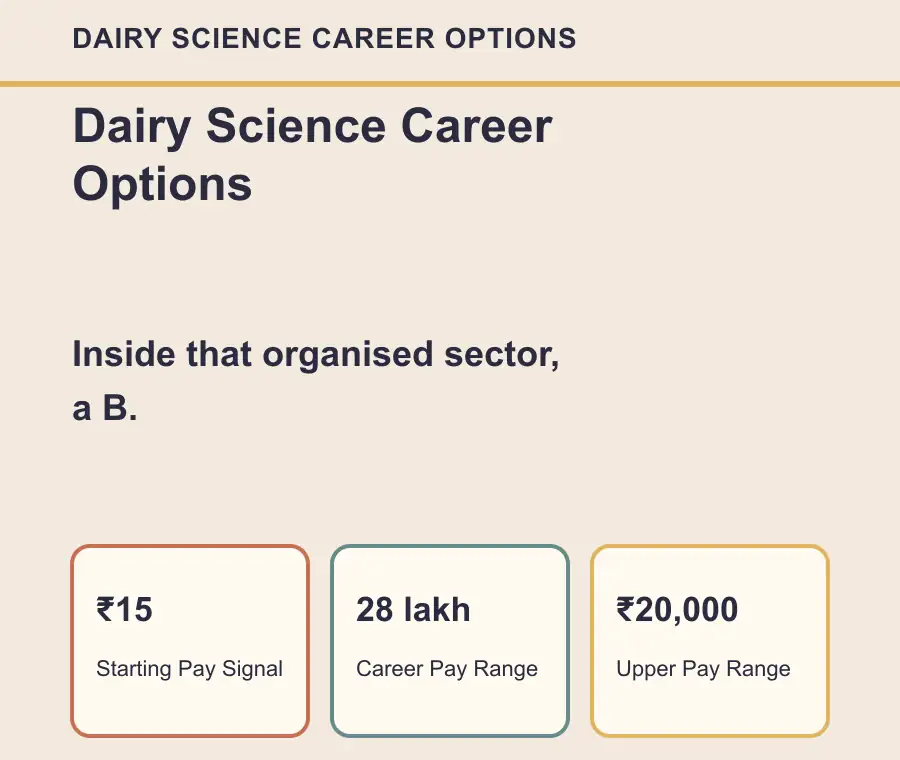 DAIRY SCIENCE CAREER OPTIONS
Dairy Science Career
Options
Inside that organised sector,
a B.
₹15
Starting Pay Signal
28 lakh
Career Pay Range
₹20,000
Upper Pay Range